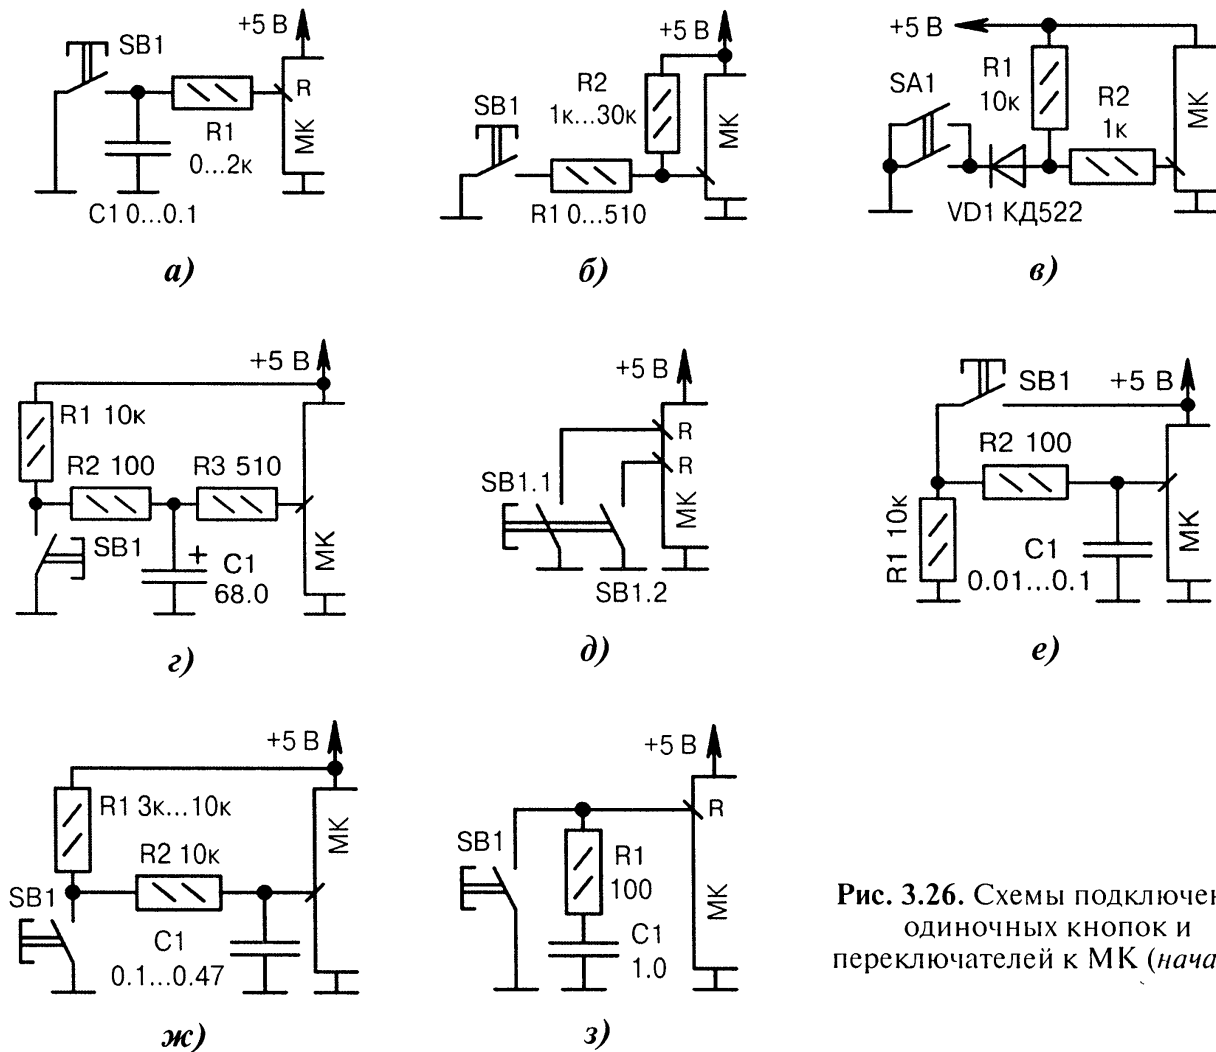 +5 В
SB1
R
R1
0...2к
МК
C1 0...0.1
а)
+5 В
R2
1к...30к
SB1
МК
R1 0...510
б)
+5 В
R1
10к
SA1
R2
1к
МК
VD1 КД522
в)
+5 В
R1 10к
R2 100
R3 510
SB1
+
C1
68.0
МК
г)
+5 В
R
R
SB1.1
МК
SB1.2
д)
SB1
+5 В
R2 100
R1 10к
C1
0.01...0.1
МК
е)
+5 В
R1 3к...10к
МК
R2 10к
SB1
C1
0.1...0.47
ж)
+5 В
R
SB1
R1
100
МК
C1
1.0
з)
Рис. 3.26. Схемы подключен
одиночных кнопок и
переключателей к МК (нача